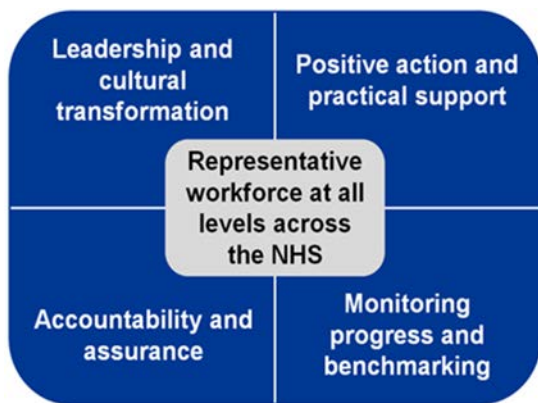 Leadership and
cultural
transformation
Positive action and
practical support
Representative
workforce at all
levels across
the NHS
Accountability and
assurance
Monitoring
progress and
benchmarking